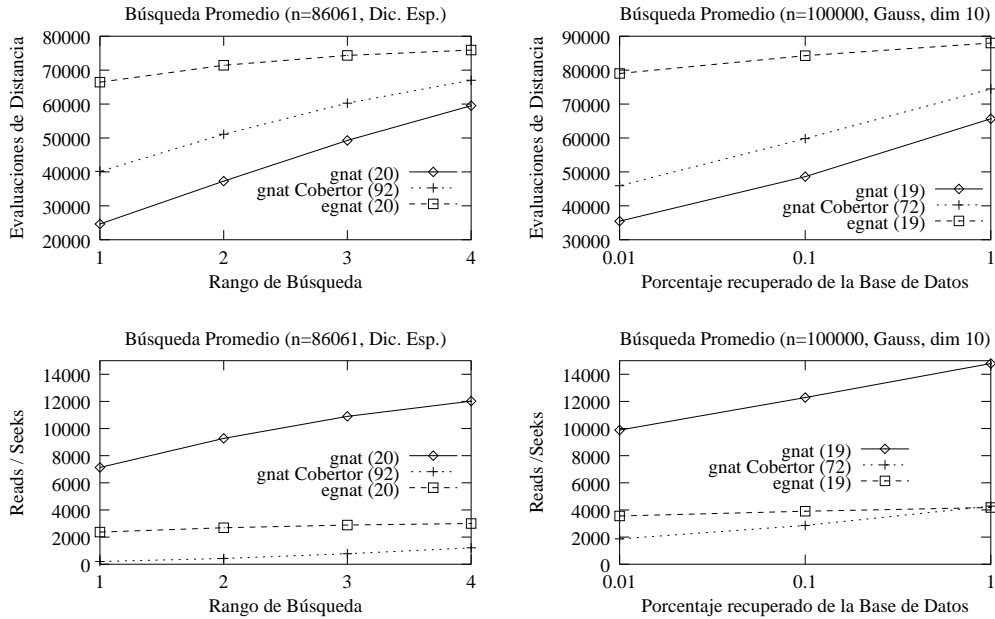 Búsqueda Promedio (n=86061, Dic. Esp.)
80000
70000
60000
50000
40000
30000
20000
Evaluaciones de Distancia
gnat (20)
gnat Cobertor (92)
egnat (20)
1 2 3 4
Rango de Búsqueda
Búsqueda Promedio (n=100000, Gauss, dim 10)
90000
80000
70000
60000
50000
40000
30000
Evaluaciones de Distancia
gnat (19)
gnat Cobertor (72)
egnat (19)
0.01 0.1 1
Porcentaje recuperado de la Base de Datos
Búsqueda Promedio (n=86061, Dic. Esp.)
14000
12000
10000
8000
6000
4000
2000
0
Reads / Seeks
gnat (20)
gnat Cobertor (92)
egnat (20)
1 2 3 4
Rango de Búsqueda
Búsqueda Promedio (n=100000, Gauss, dim 10)
14000
12000
10000
8000
6000
4000
2000
0
Reads /Seeks
gnat (19)
gnat Cobertor (72)
egnat (19)
0.01 0.1 1
Porcentaje recuperado de la Base de Datos